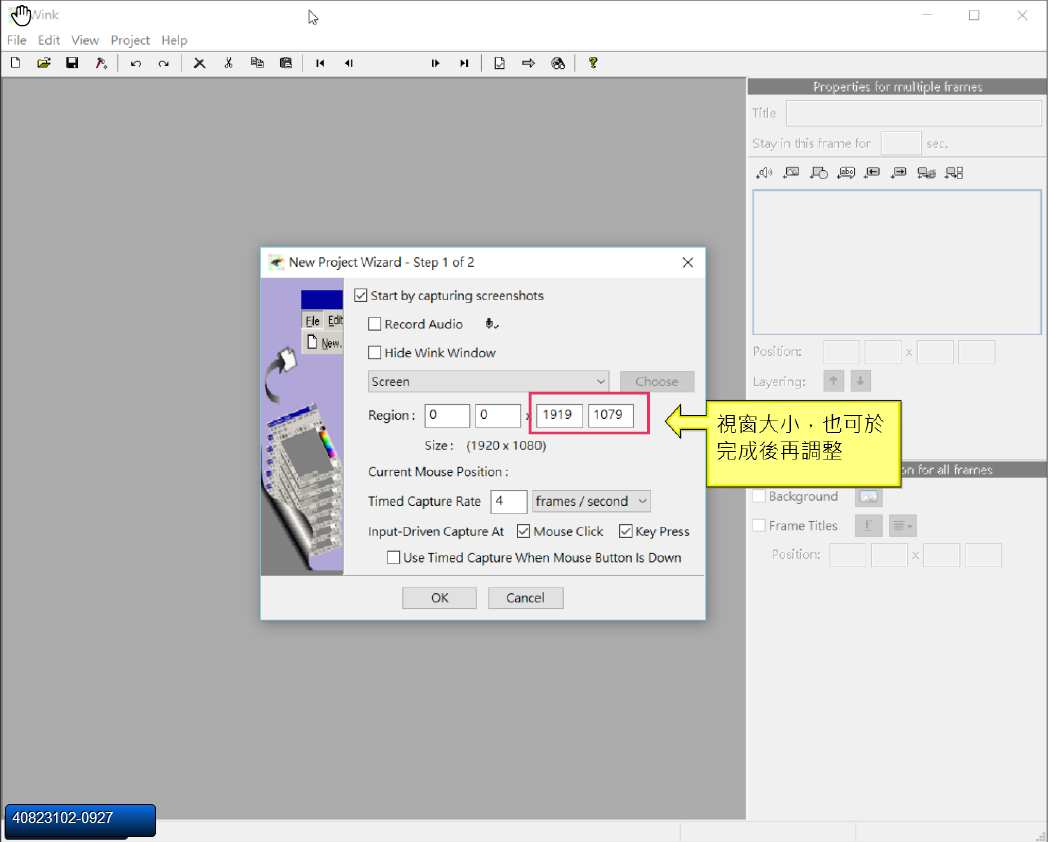 Wink
File Edit View Project Help
Properties for multiple frames
Title
Stay in this frame for sec.
New Project Wizard - Step 1 of 2
Start by capturing screenshots
File Edit
Record Audio
New.
Hide Wink Window
Screen Choose
Region : 0 0 x 1919 1079
Size : (1920 x 1080)
Current Mouse Position :
Timed Capture Rate 4 frames / second
Input-Driven Capture At Mouse Click Key Press
Use Timed Capture When Mouse Button Is Down
OK Cancel
Position: x
Layering:
視窗大小，也可於
完成後再調整
on for all frames
Background
Frame Titles F
Position: x
40823102-0927